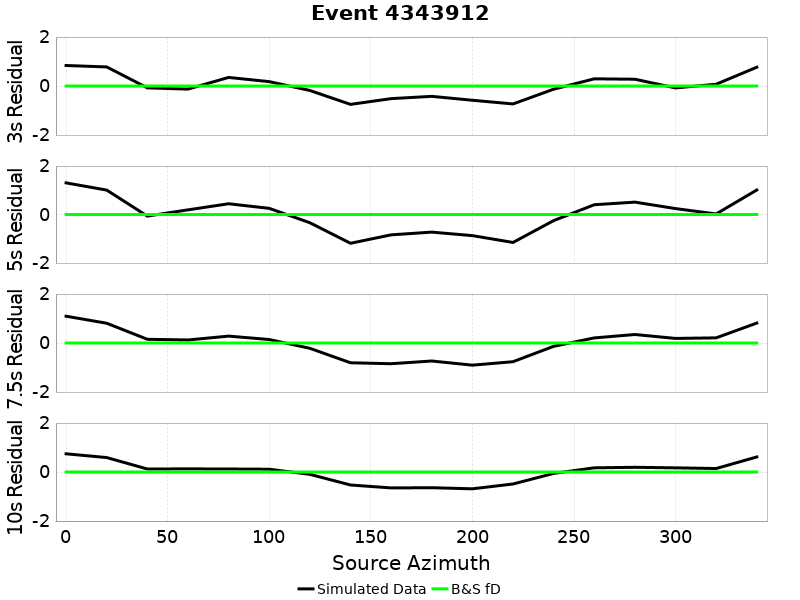 Event 4343912
3s Residual
2
0
-2
5s Residual
2
0
-2
7.5s Residual
2
0
-2
10s Residual
2
0
-2
0 50 100 150 200 250 300
Source Azimuth
Simulated Data B&S fD